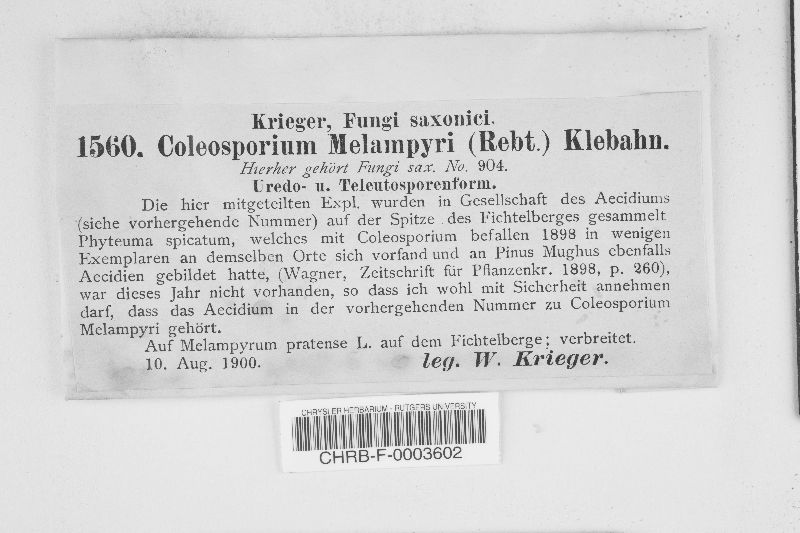 Krieger, Fungi saxonici.
1560. Coleosporium Melampyri (Rebt.) Klebahn.
Hierher gehört Fungi sax. No. 904.
Uredo- u. Teleutosporenform.
Die hier mitgeteilten Expl. wurden in Gesellschaft des Aecidiums
(siehe vorhergehende Nummer) auf der Spitze des Fichtelberges gesammelt
Phyteuma spicatum, welches mit Coleosporium befallen 1898 in wenigen
Exemplaren an demselben Orte sich vorfand und an Pinus Mughus ebenfalls
Aecidien gebildet hatte, (Wagner, Zeitschrift für Pflanzenkr. 1898, p. 260),
war dieses Jahr nicht vorhanden, so dass ich wohl mit Sicherheit annehmen
darf, dass das Aecidium in der vorhergehenden Nummer zu Coleosporium
Melampyri gehört.
Auf Melampyrum pratense L. auf dem Fichtelberge; verbreitet.
10. Aug. 1900. leg. W. Krieger.
CHRYSLER HERBARIUM - RUTGERS UNIVERSITY
CHRB-F-0003602